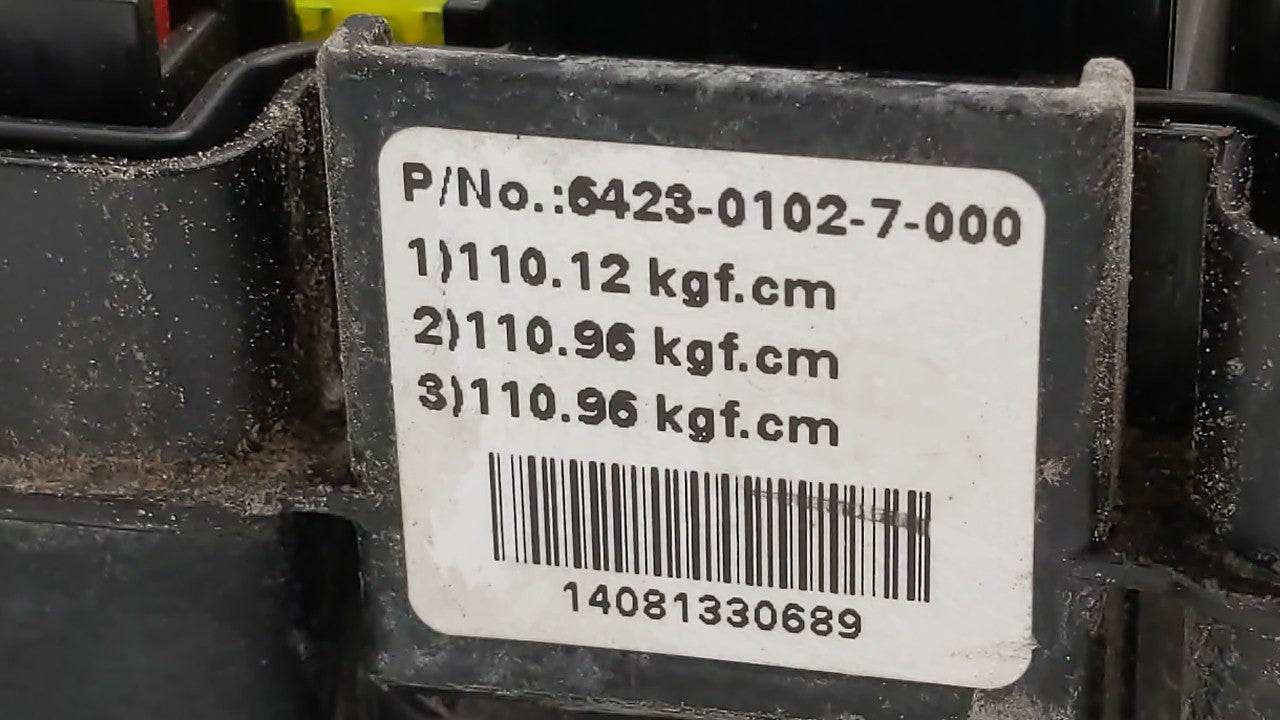 P/No.:6423-0102-7-000
1)110.12 kgf.cm
2)110.96 kgf.cm
3)110.96 kgf.cm
14081330689